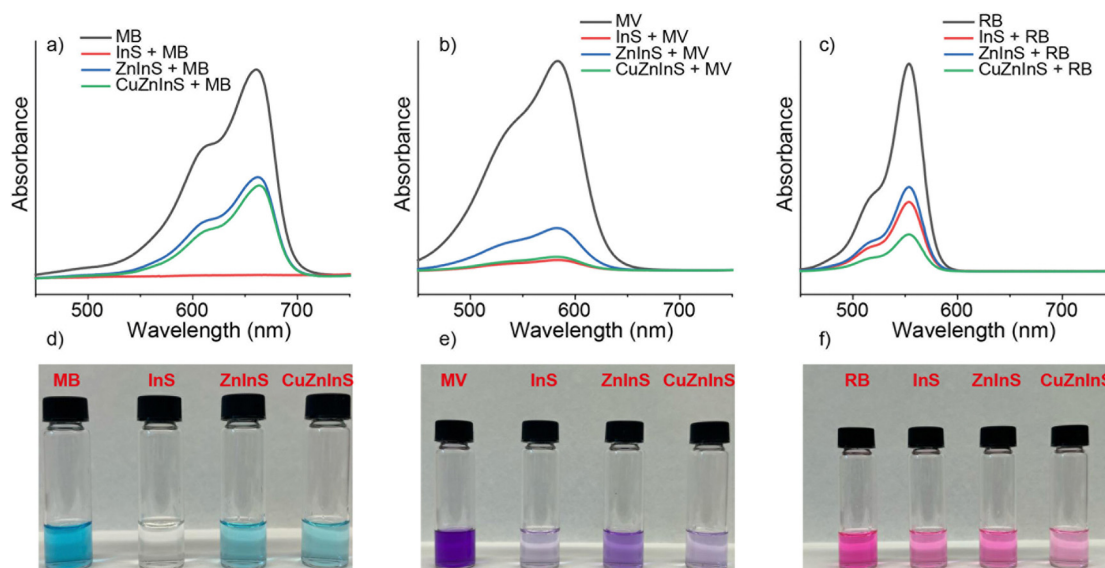 a)
MB
InS + MB
ZnInS + MB
CuZnInS + MB
Absorbance
500 600 700
Wavelength (nm)
b)
MV
InS + MV
ZnInS + MV
CuZnInS + MV
Absorbance
500 600 700
Wavelength (nm)
c)
RB
InS + RB
ZnInS + RB
CuZnInS + RB
Absorbance
500 600 700
Wavelength (nm)
d)
MB InS ZnInS CuZnInS
e)
MV InS ZnInS CuZnInS
f)
RB InS ZnInS CuZnInS